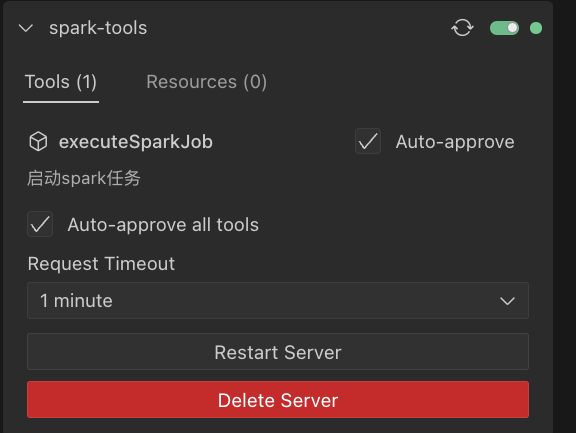 spark-tools
Tools (1) Resources (0)
executeSparkJob Auto-approve
启动spark任务
Auto-approve all tools
Request Timeout
1 minute
Restart Server
Delete Server